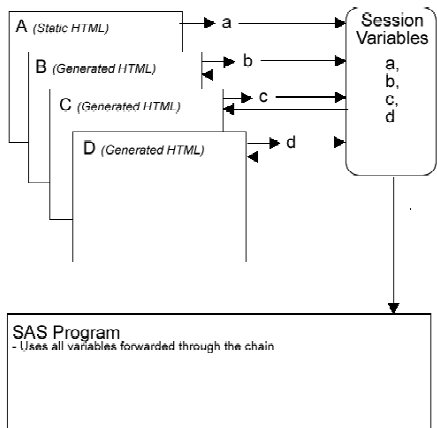 A (Static HTML)
a
Session
Variables
a,
b,
c,
d
B (Generated HTML)
b
C (Generated HTML)
c
D (Generated HTML)
d
SAS Program
- Uses all variables forwarded through the chain